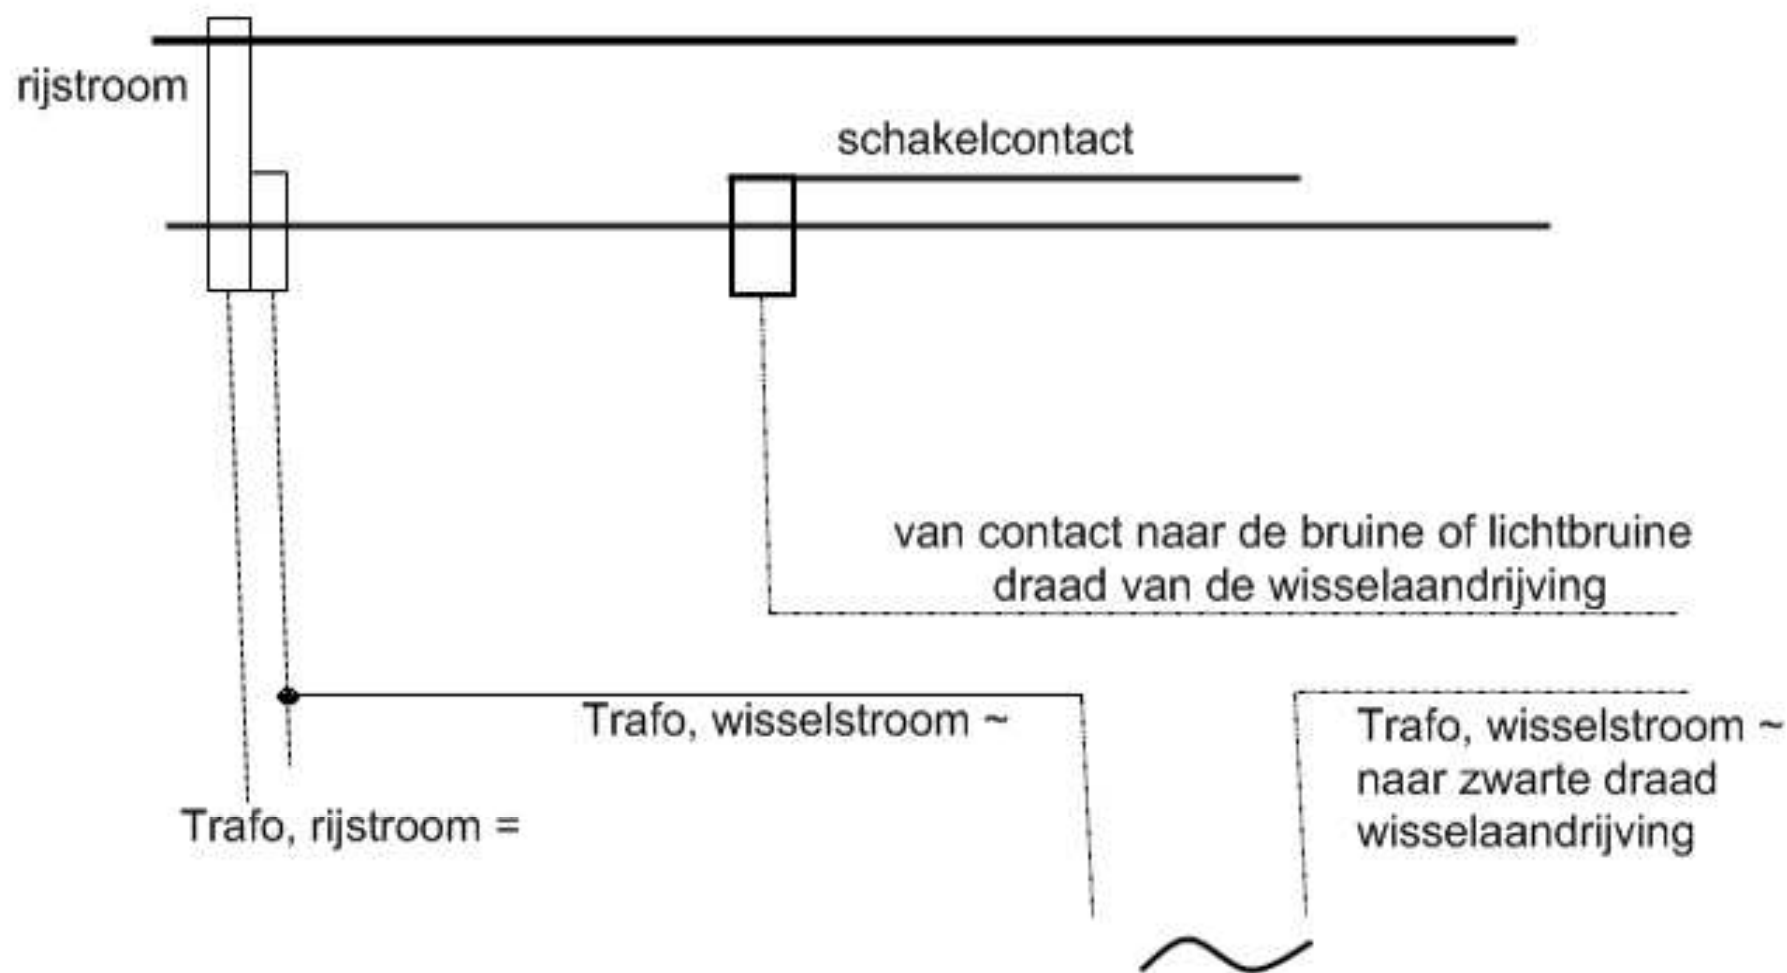 rijstroom
schakelcontact
van contact naar de bruine of lichtbruine
draad van de wisselaandrijving
Trafo, wisselstroom ~
Trafo, wisselstroom ~
naar zwarte draad
wisselaandrijving
Trafo, rijstroom =